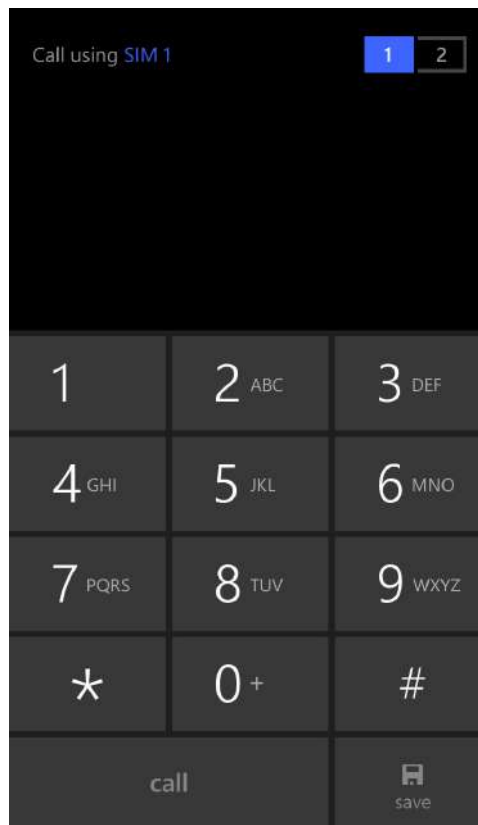 Call using SIM 1
1 2
1 2 ABC 3 DEF
4 GHI 5 JKL 6 MNO
7 PQRS 8 TUV 9 WXYZ
* 0 + #
call save